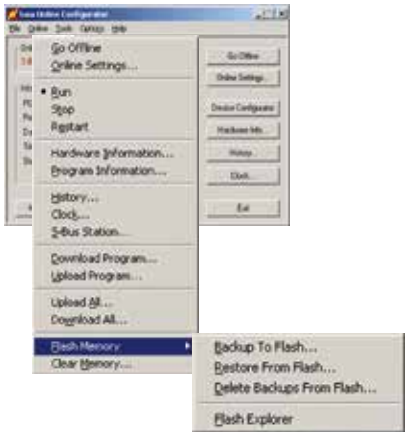 Online Configurator
File Online Tools Options Help
Go Offline
Online Settings...
Run
Stop
Restart
Hardware Information...
Program Information...
History...
Clock...
S-Bus Station...
Download Program...
Upload Program...
Upload All...
Download All...
Flash Memory
Clear Memory...
Go Offline
Online Settings...
Device Configurator
Hardware Info...
History...
Clock...
Exit
Backup To Flash...
Restore From Flash...
Delete Backups From Flash...
Flash Explorer